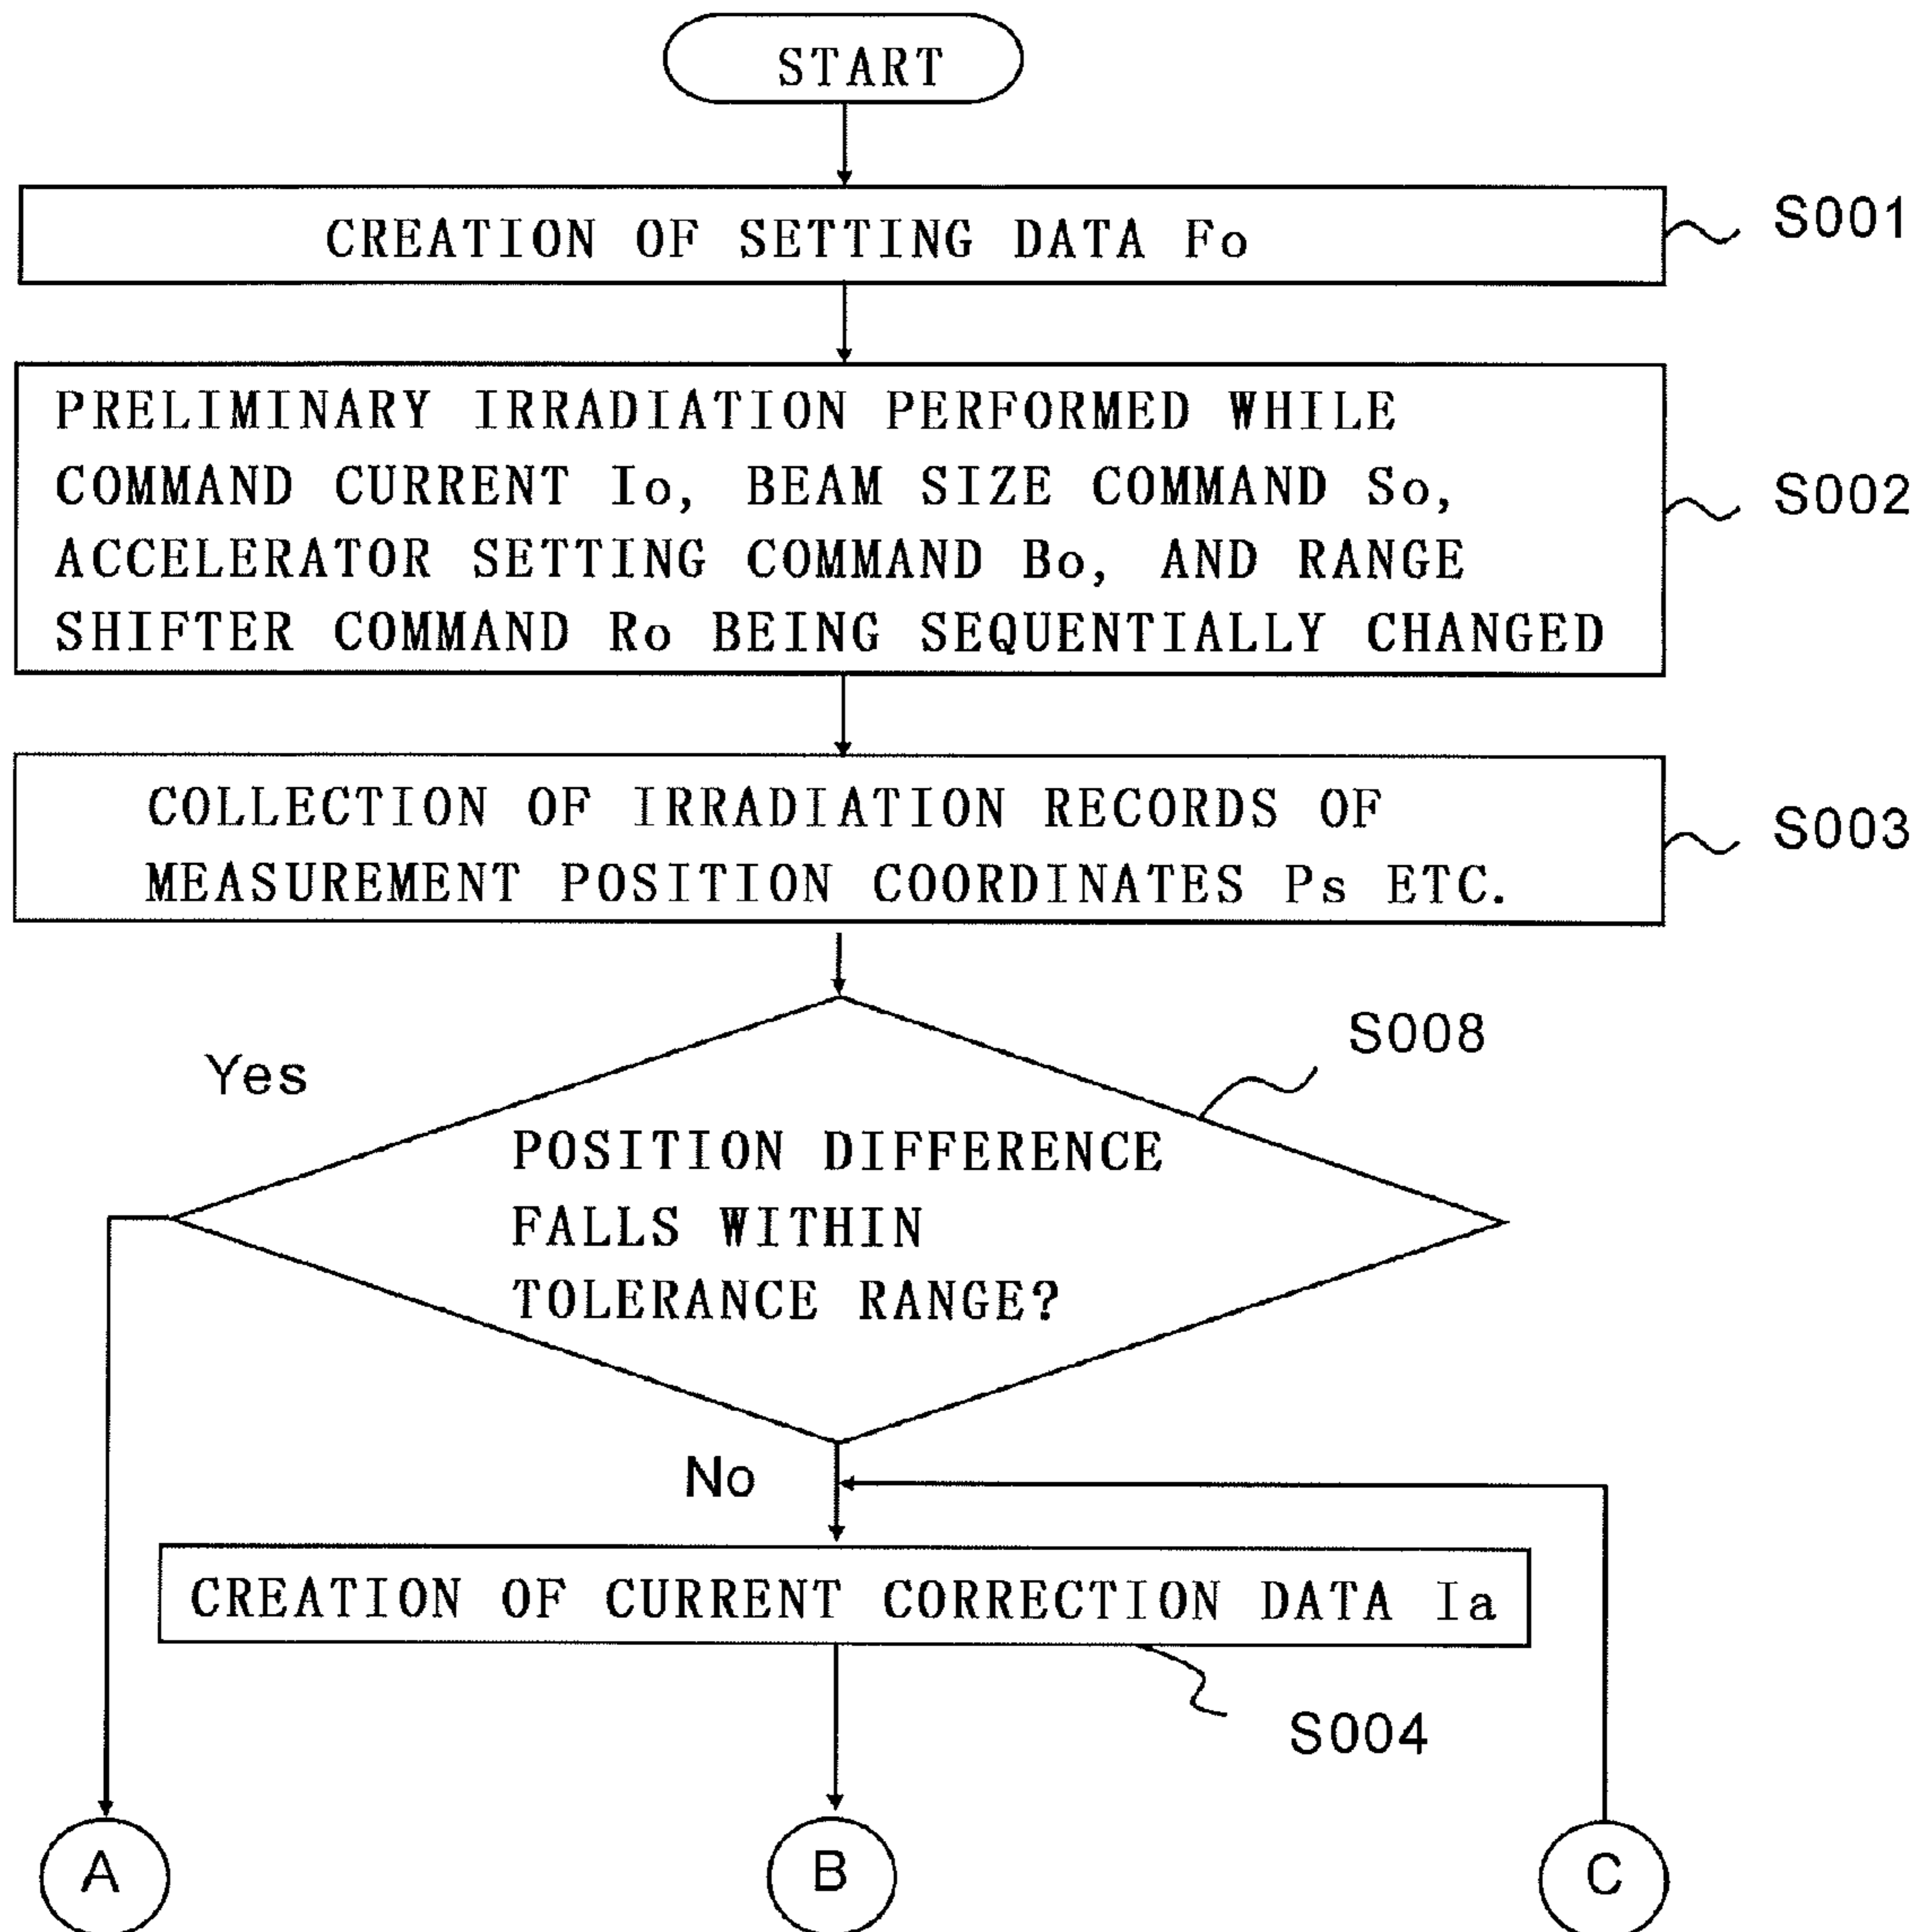 START
CREATION OF SETTING DATA Fo
S001
PRELIMINARY IRRADIATION PERFORMED WHILE
COMMAND CURRENT Io, BEAM SIZE COMMAND So,
ACCELERATOR SETTING COMMAND Bo, AND RANGE
SHIFTER COMMAND Ro BEING SEQUENTIALLY CHANGED
S002
COLLECTION OF IRRADIATION RECORDS OF
MEASUREMENT POSITION COORDINATES Ps ETC.
S003
S008
Yes
POSITION DIFFERENCE
FALLS WITHIN
TOLERANCE RANGE?
No
CREATION OF CURRENT CORRECTION DATA Ia
S004
A
B
C